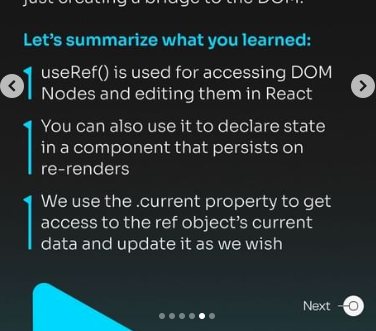 just creating a bridge to the DOM.
Let's summarize what you learned:
useRef() is used for accessing DOM
Nodes and editing them in React
You can also use it to declare state
in a component that persists on
re-renders
We use the .current property to get
access to the ref object's current
data and update it as we wish
Next